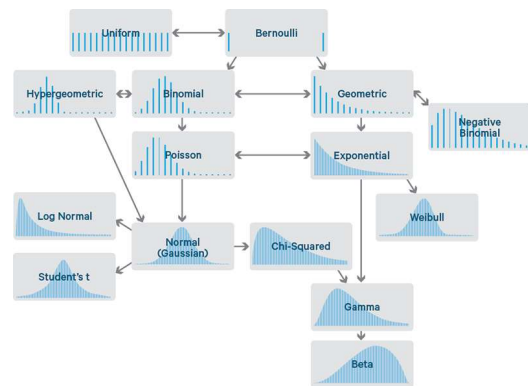 Uniform
Bernoulli
Hypergeometric
Binomial
Geometric
Negative
Binomial
Poisson
Exponential
Log Normal
Normal
(Gaussian)
Chi-Squared
Weibull
Student's t
Gamma
Beta